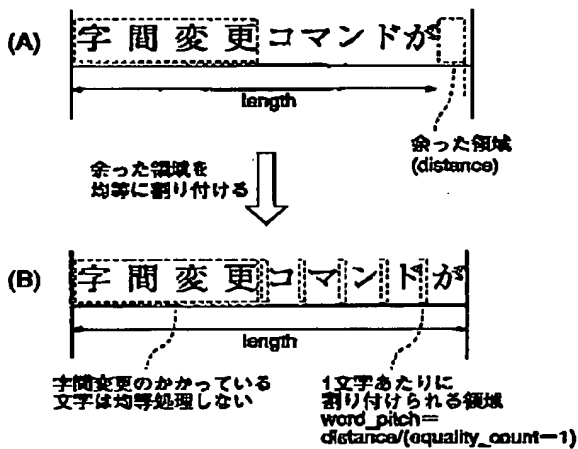 (A) 字間変更コマンドが
length
余った領域
(distance)
余った領域を
均等に割り付ける
(B) 字間変更コマンドが
length
字間変更のかかっている
文字は均等処理しない
1文字あたりに
割り付けられる領域
word_pitch=
distance/(equality_count-1)